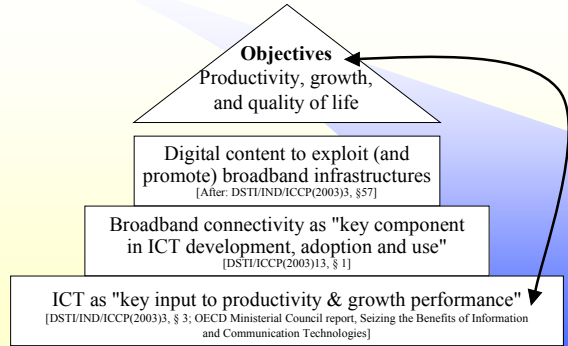 Objectives
Productivity, growth,
and quality of life
Digital content to exploit (and
promote) broadband infrastructures
[After: DSTI/IND/ICCP(2003)3, §57]
Broadband connectivity as "key component
in ICT development, adoption and use"
[DSTI/ICCP(2003)13, § 1]
ICT as "key input to productivity & growth performance"
[DSTI/IND/ICCP(2003)3, § 3; OECD Ministerial Council report, Seizing the Benefits of Information
and Communication Technologies]